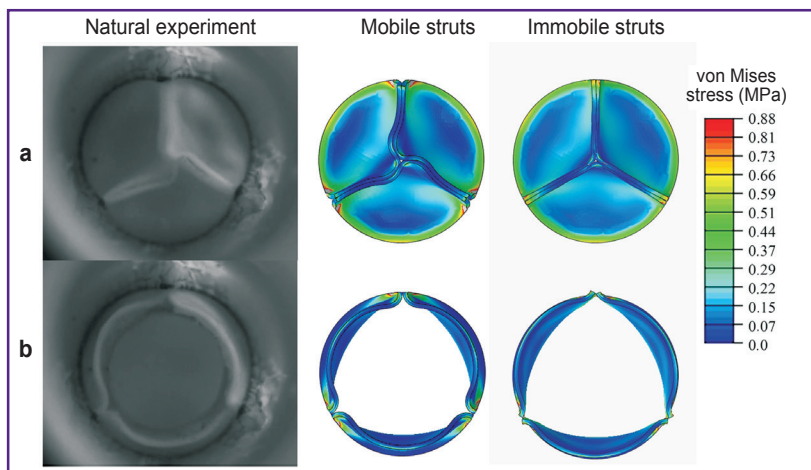 Natural experiment
Mobile struts
Immobile struts
von Mises
stress (MPa)
a
0.88
0.81
0.73
0.66
0.59
0.51
0.44
0.37
0.29
0.22
0.15
0.07
0.0
b